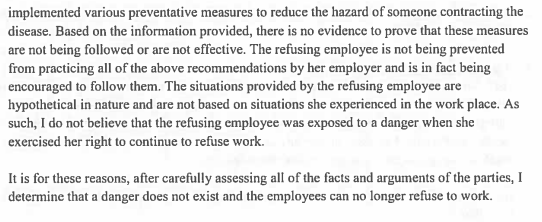 implemented various preventative measures to reduce the hazard of someone contracting the
disease. Based on the information provided, there is no evidence to prove that these measures
are not being followed or are not effective. The refusing employee is not being prevented
from practicing all of the above recommendations by her employer and is in fact being
encouraged to follow them. The situations provided by the refusing employee are
hypothetical in nature and are not based on situations she experienced in the work place. As
such, I do not believe that the refusing employee was exposed to a danger when she
exercised her right to continue to refuse work.

It is for these reasons, after carefully assessing all of the facts and arguments of the parties, I
determine that a danger does not exist and the employees can no longer refuse to work.